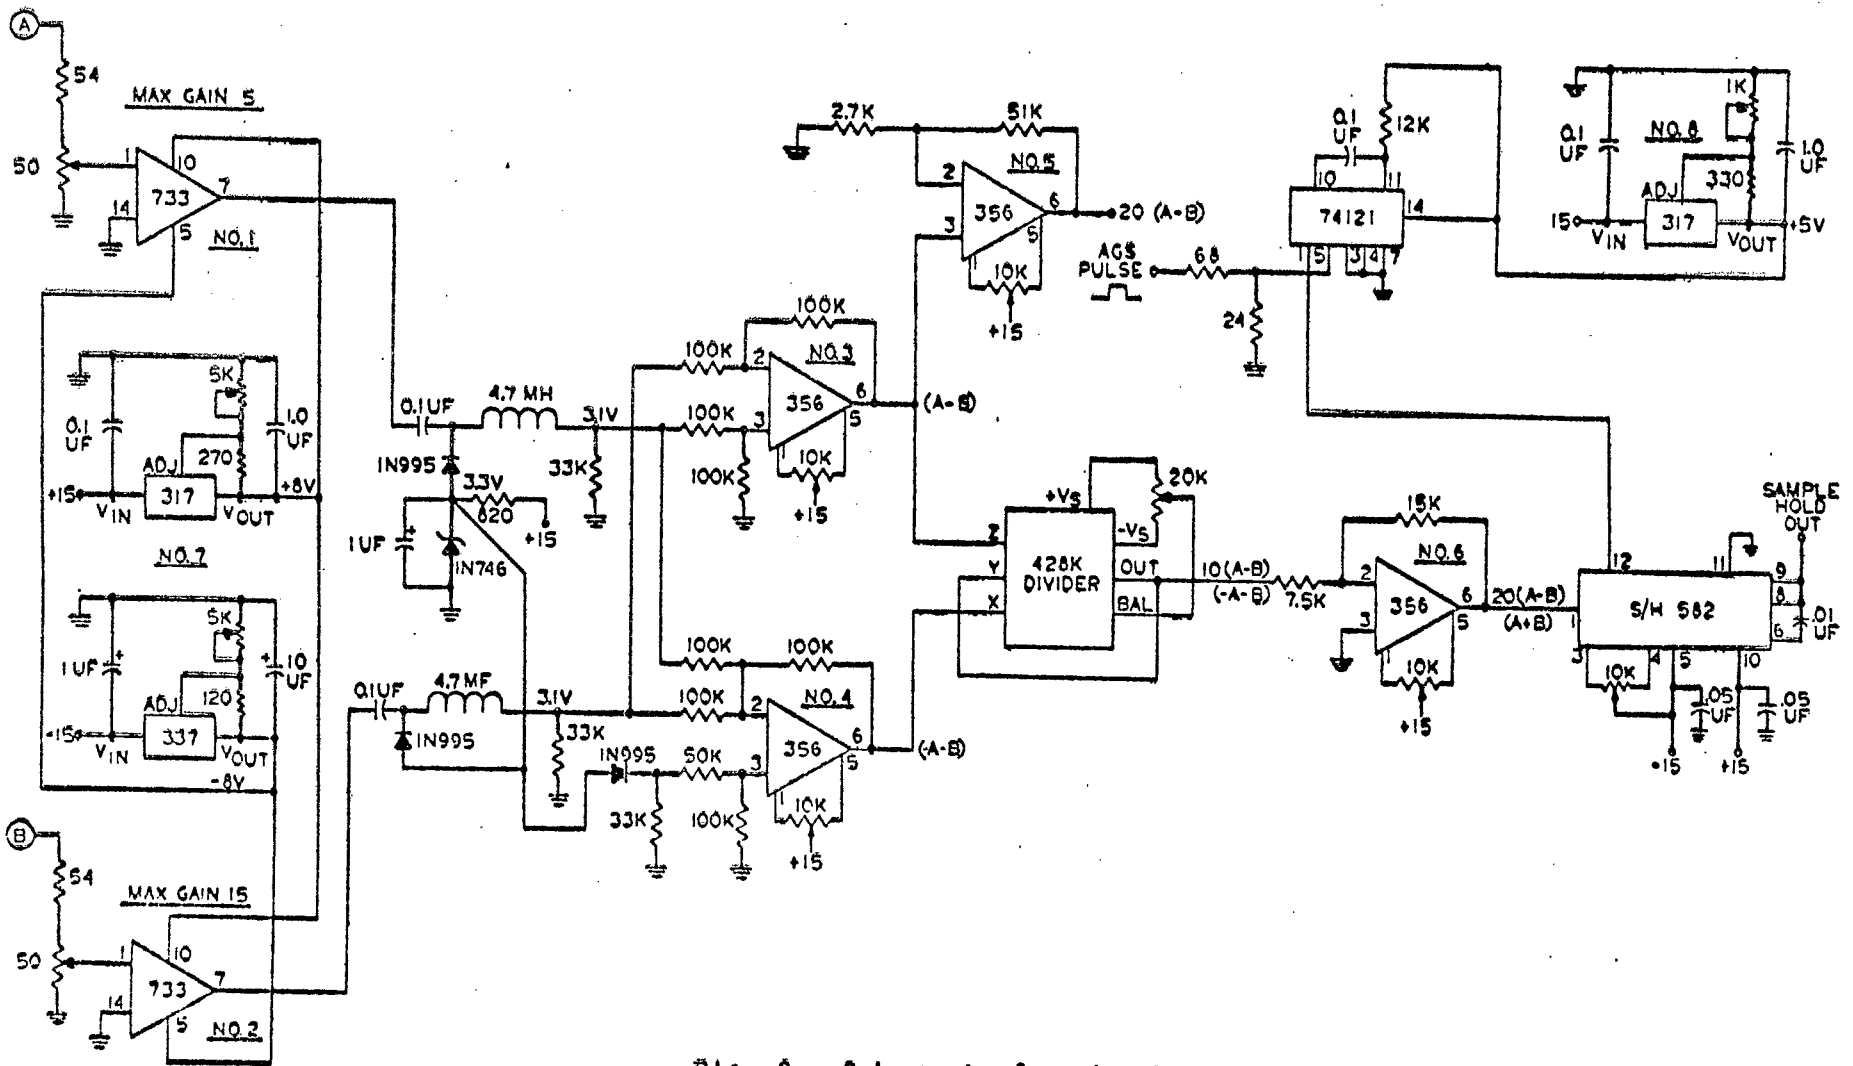 A
54
MAX GAIN 5
50
1
10
733
7
14
5
NO. 1
5K
0.1
UF
1.0
UF
270
ADJ
+15
317
+8V
VIN
VOUT
NO. 7
5K
1 UF
+
+
10
UF
120
ADJ
-15
337
VIN
VOUT
-8V
B
54
MAX GAIN 15
50
1
10
733
7
14
5
NO. 2
0.1UF
4.7 MH
3.1V
1N995
33K
3.3V
620
+15
1UF
+
1N746
0.1UF
4.7 MF
3.1V
1N995
33K
1N995
50K
33K
100K
100K
100K
NO. 3
2
356
6
100K
3
5
1
100K
10K
+15
(A-B)
100K
100K
100K
NO. 4
2
356
6
3
5
1
10K
+15
(-A-B)
2.7K
51K
NO. 5
2
356
6
20 (A-B)
3
5
1
10K
+15
+VS
20K
Z
-VS
Y
428K
DIVIDER
OUT
X
BAL
10(A-B)
(-A-B)
7.5K
15K
NO. 6
2
356
6
3
5
1
10K
+15
20(A-B)
(A+B)
AGS
PULSE
68
24
0.1
UF
12K
10
11
74121
14
1
5
3
4
7
1K
0.1
UF
NO. 8
1.0
UF
330
ADJ
15
317
+5V
VIN
VOUT
SAMPLE
HOLD
OUT
12
11
9
S/H 582
8
.01
UF
6
1
3
4
5
10
10K
.05
UF
.05
UF
-15
+15